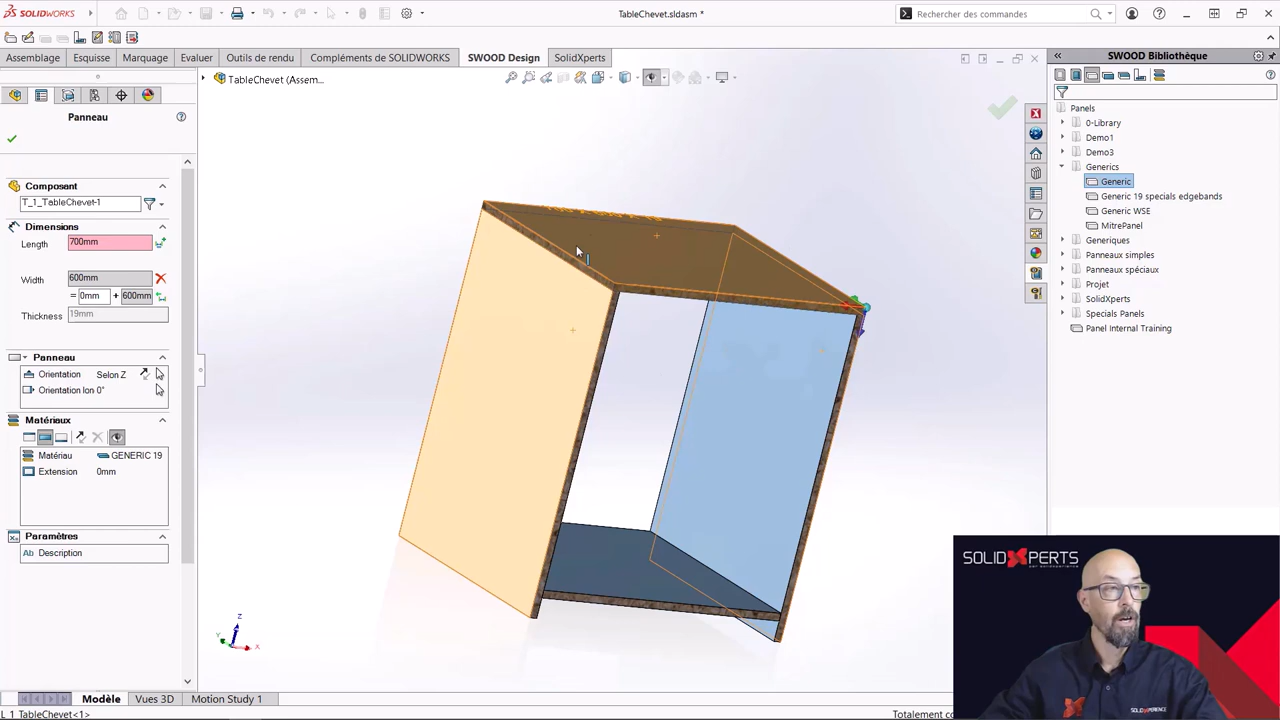 SOLIDWORKS
TableChevet.sldasm *
Rechercher des commandes
Assemblage
Esquisse
Marquage
Evaluer
Outils de rendu
Compléments de SOLIDWORKS
SWOOD Design
SolidXperts
SWOOD Bibliothèque
TableChevet (Assem...
Panneau
Composant
T_1_TableChevet-1
Dimensions
Length 700mm
Width 600mm
= 0mm + 600mm
Thickness 19mm
Panneau
Orientation Selon Z
Orientation lon 0°
Matériaux
Matériau GENERIC 19
Extension 0mm
Paramètres
Ab Description
Panels
0-Library
Demo1
Demo3
Generics
Generic
Generic 19 specials edgebands
Generic WSE
MitrePanel
Generiques
Panneaux simples
Panneaux spéciaux
Projet
SolidXperts
Specials Panels
Panel Internal Training
Z
Y
X
SOLIDXPERTS
SOLIDXPERIENCE
Modèle
Vues 3D
Motion Study 1
L 1 TableChevet<1>
Totalement co